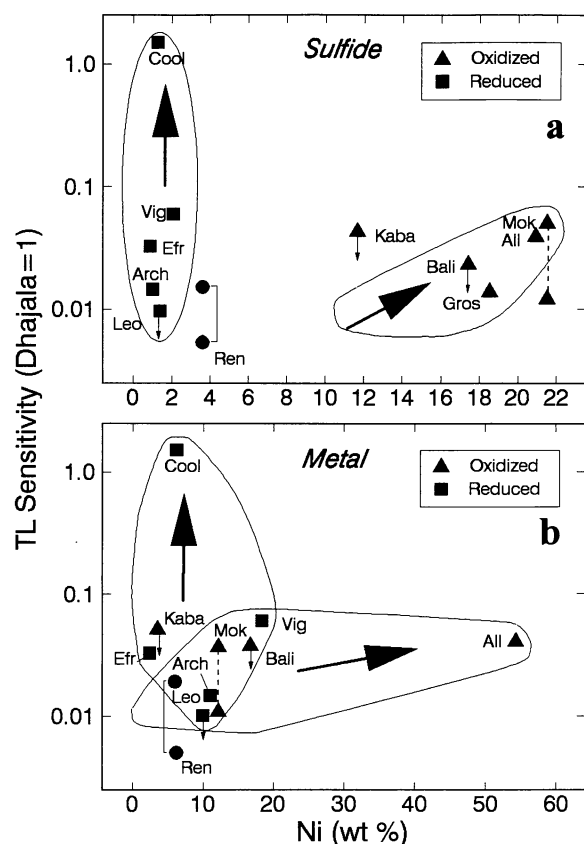 Sulfide
Oxidized
Reduced
a
1.0
0.1
0.01
Cool
Vig
Efr
Arch
Leo
Ren
Kaba
Bali
Gros
Mok
All
0 2 4 6 8 10 12 14 16 18 20 22
TL Sensitivity (Dhajala=1)
Metal
Oxidized
Reduced
b
1.0
0.1
0.01
Cool
Kaba
Efr
Mok
Vig
Arch
Bali
Leo
Ren
All
0 10 20 30 40 50 60
Ni (wt %)